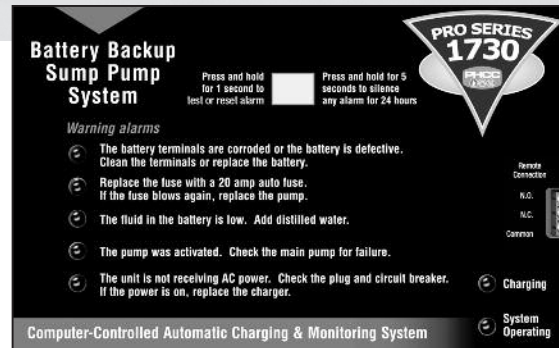 Battery Backup
Sump Pump
System
PRO SERIES
1730
PHCC
Press and hold
for 1 second to
test or reset alarm
Press and hold for 5
seconds to silence
any alarm for 24 hours
Warning alarms
The battery terminals are corroded or the battery is defective.
Clean the terminals or replace the battery.
Replace the fuse with a 20 amp auto fuse.
If the fuse blows again, replace the pump.
The fluid in the battery is low. Add distilled water.
The pump was activated. Check the main pump for failure.
The unit is not receiving AC power. Check the plug and circuit breaker.
If the power is on, replace the charger.
Remote
Connection
N.O.
N.C.
Common
Charging
System
Operating
Computer-Controlled Automatic Charging & Monitoring System